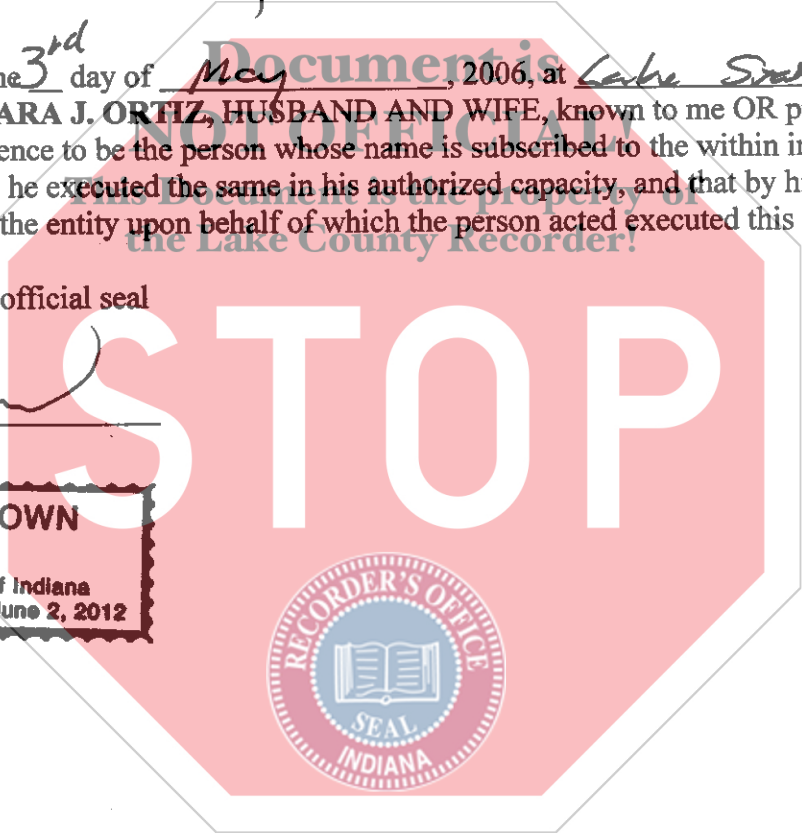 Document is
NOT OFFICIAL!
This Document is the property of
the Lake County Recorder!
3rd day of May, 2006, at Lake
ARA J. ORTIZ, HUSBAND AND WIFE, known to me OR p
ence to be the person whose name is subscribed to the within in
he executed the same in his authorized capacity, and that by hi
the entity upon behalf of which the person acted executed this
official seal
STOP
OWN
f Indiana
June 2, 2012
RECORDER'S OFFICE
SEAL
INDIANA